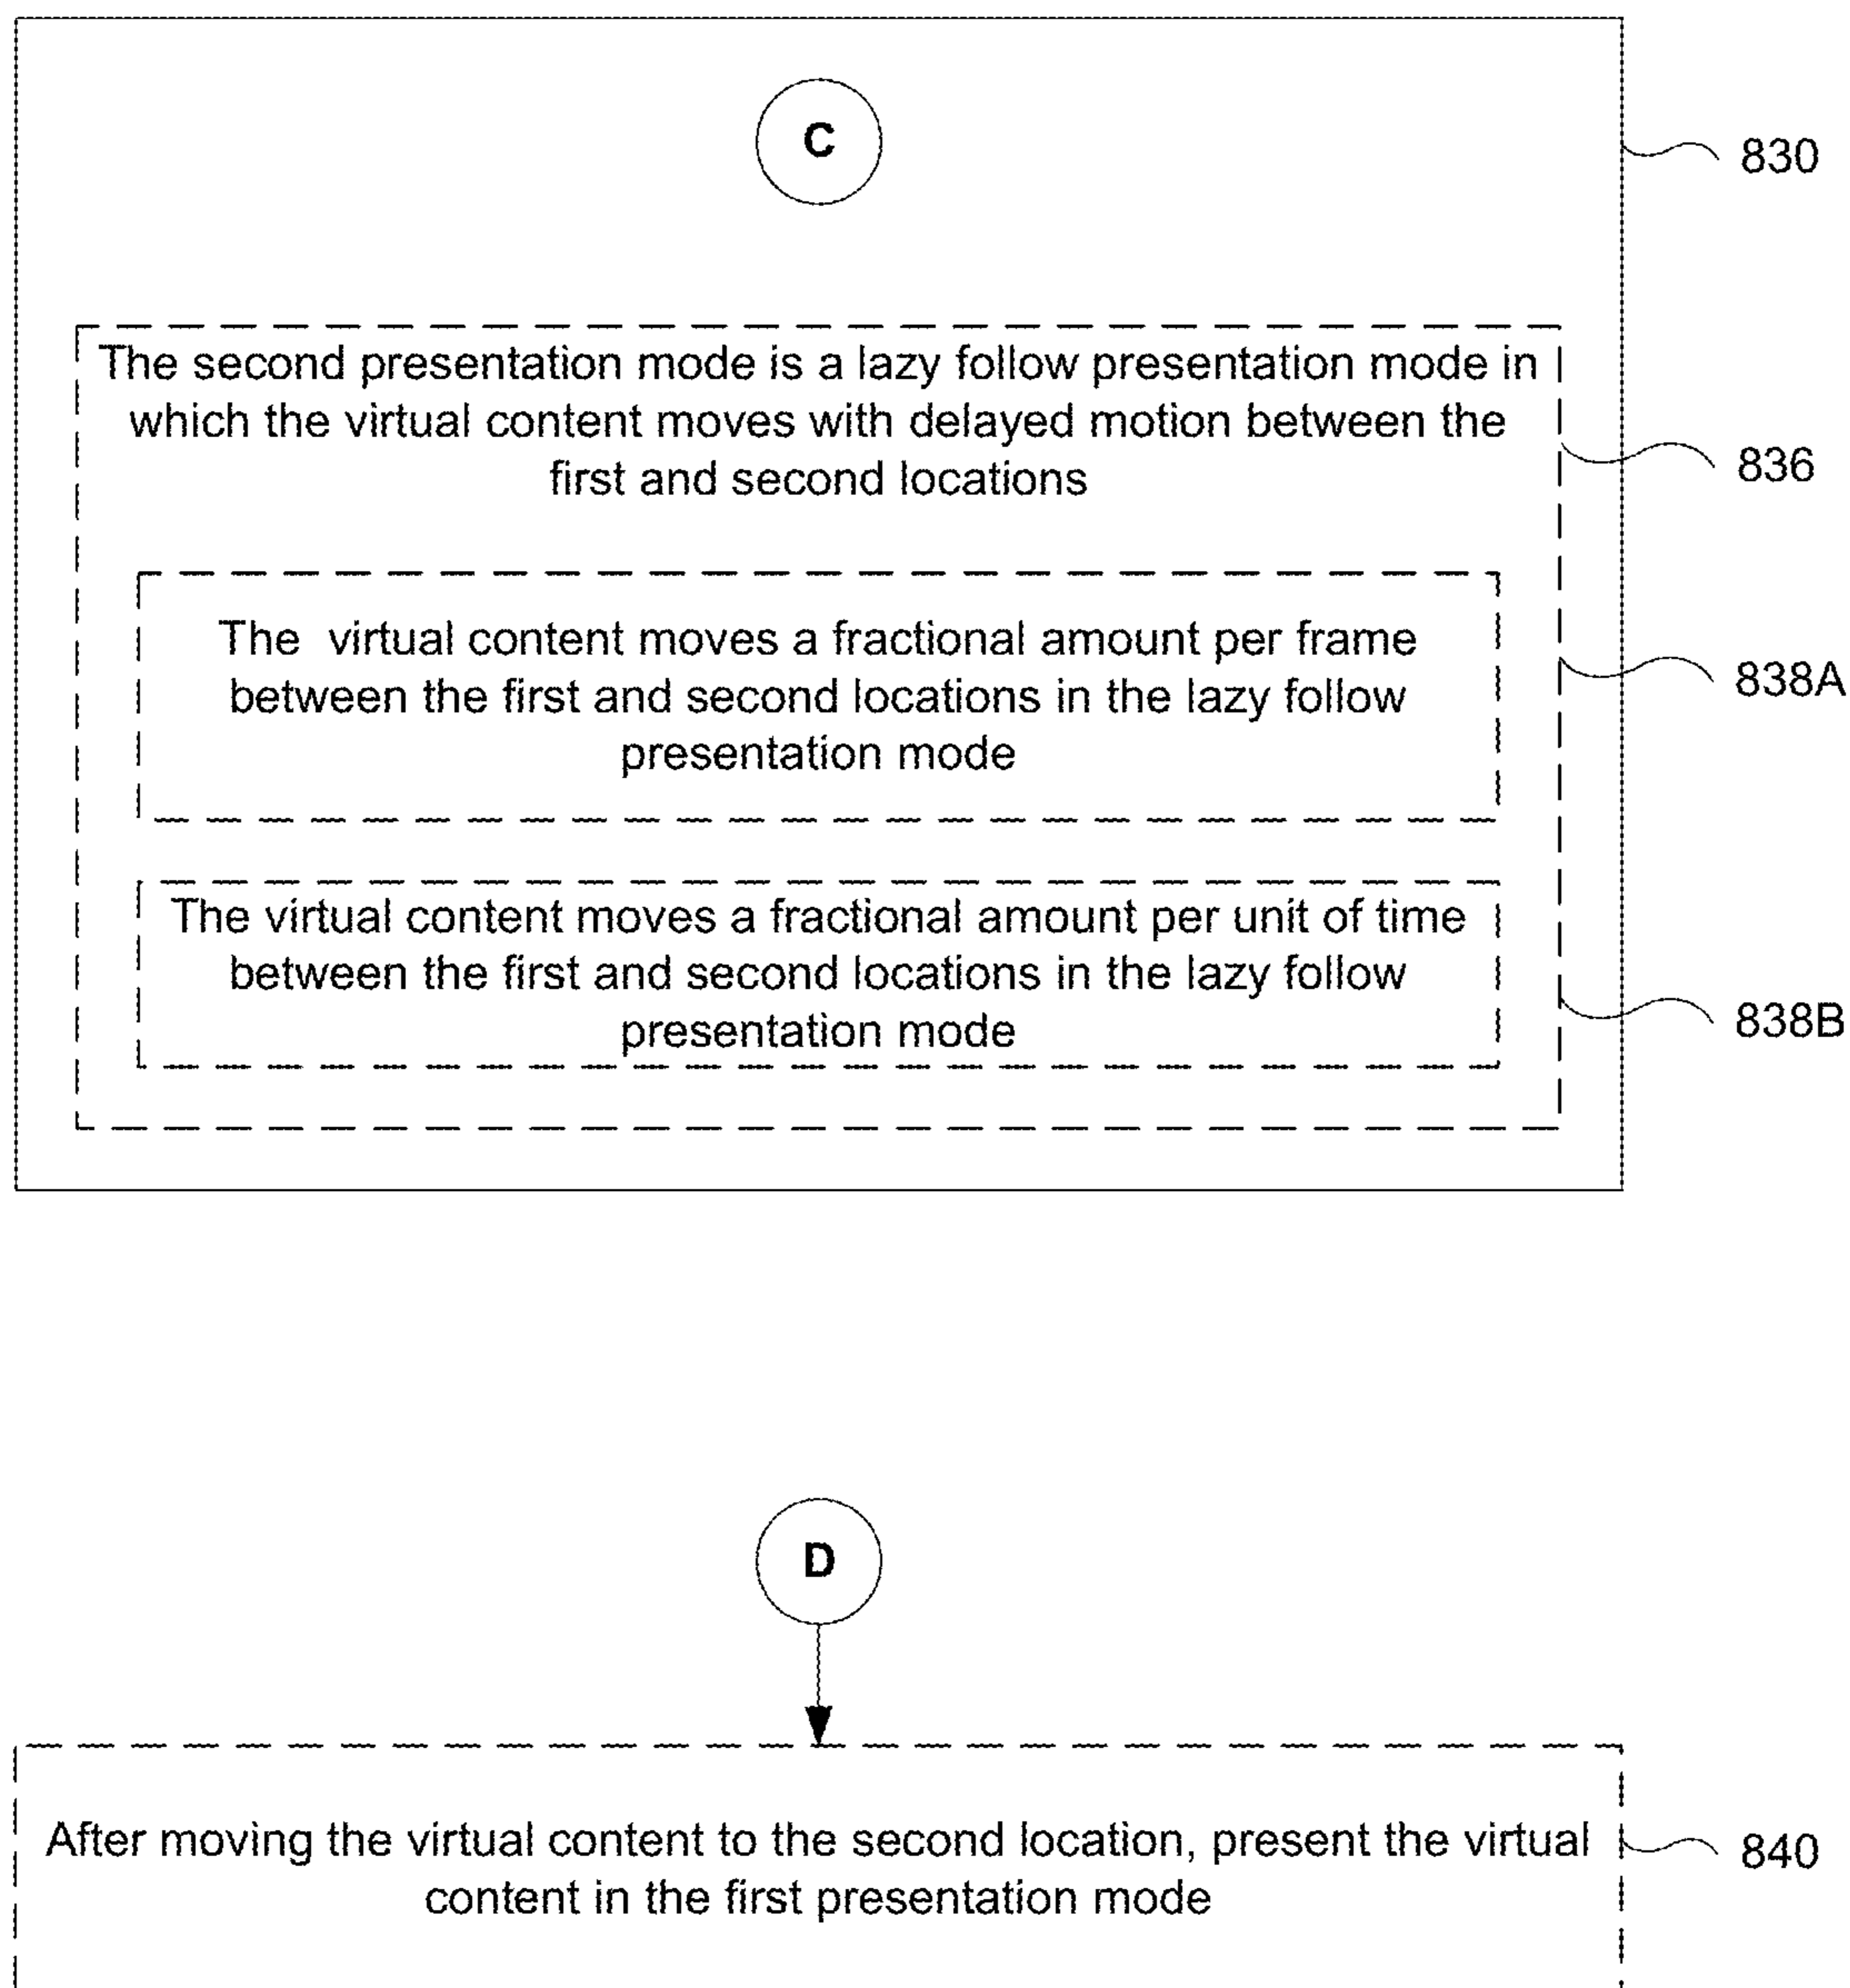 C
830
The second presentation mode is a lazy follow presentation mode in
which the virtual content moves with delayed motion between the
first and second locations
836
The virtual content moves a fractional amount per frame
between the first and second locations in the lazy follow
presentation mode
838A
The virtual content moves a fractional amount per unit of time
between the first and second locations in the lazy follow
presentation mode
838B
D
After moving the virtual content to the second location, present the virtual
content in the first presentation mode
840